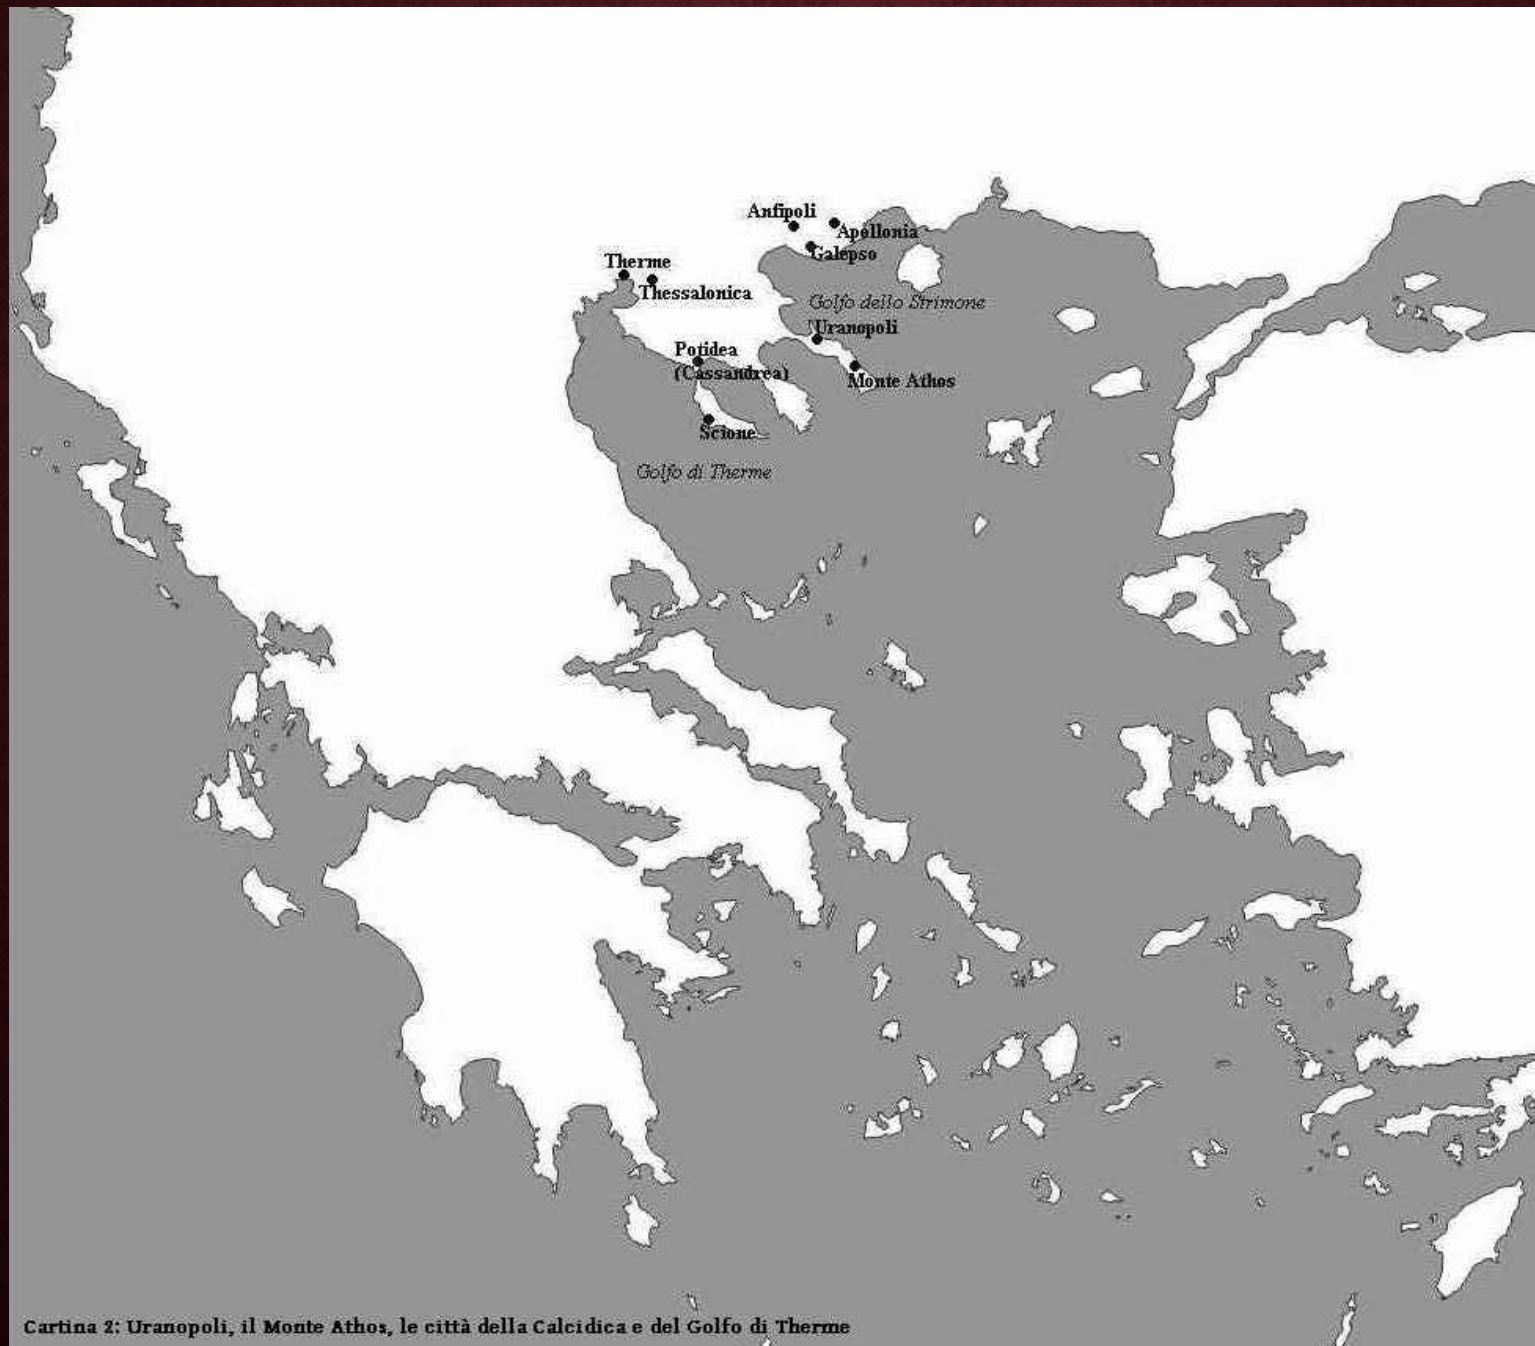 Anfipoli
Apollonia
Galepso
Therme
Thessalonica
Golfo dello Strimone
Uranopoli
Potidea
(Cassandrea)
Monte Athos
Scione
Golfo di Therme
Cartina 2: Uranopoli, il Monte Athos, le città della Calcidica e del Golfo di Therme